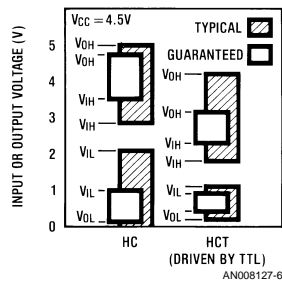 VCC = 4.5V
TYPICAL
GUARANTEED
INPUT OR OUTPUT VOLTAGE (V)
5
4
3
2
1
0
VOH
VOH
VIH
VIH
VIL
VIL
VOL
VOH
VOH
VIH
VIH
VIL
VIL
VOL
VOL
HC
HCT
(DRIVEN BY TTL)
AN008127-6